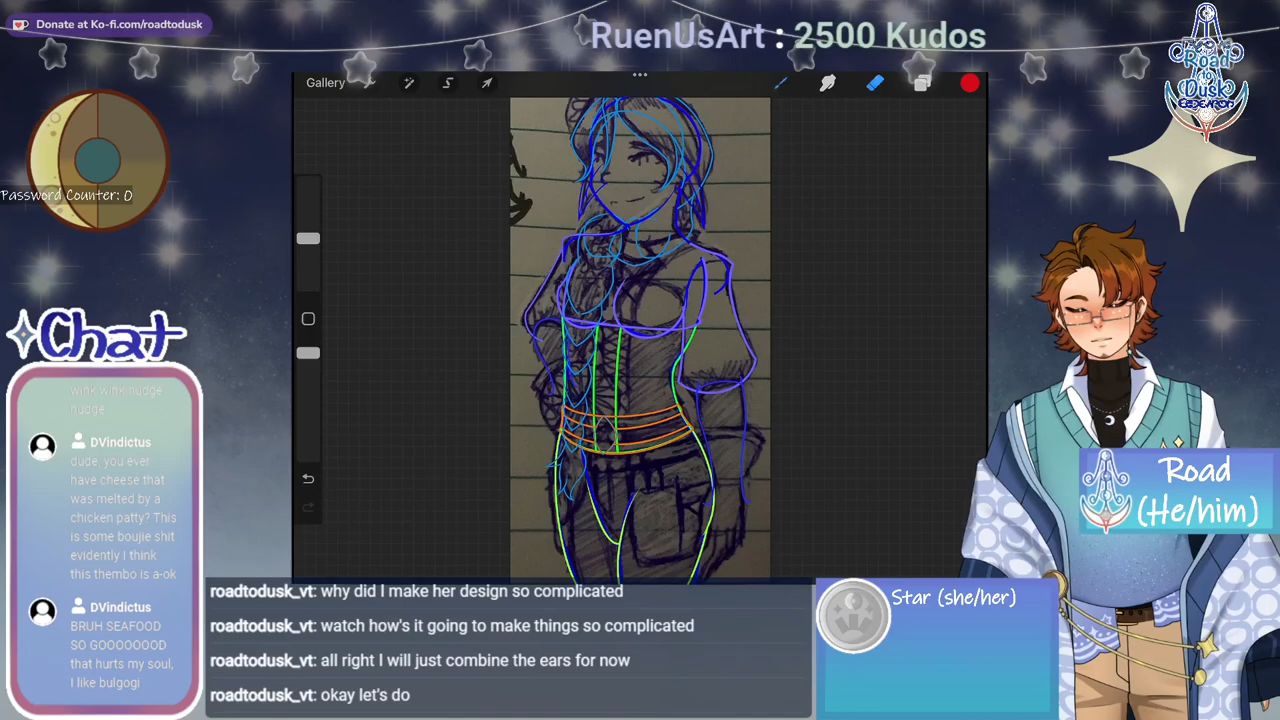 Donate at Ko-fi.com/roadtodusk
RuenUsArt : 2500 Kudos
Road
to
Dusk
Gallery
Password Counter: 0
Chat
wink wink nudge
nudge
DVindictus
dude, you ever
have cheese that
was melted by a
chicken patty? This
is some boujie shit
evidently I think
this thembo is a-ok
DVindictus
BRUH SEAFOOD
SO GOOOOOOOD
that hurts my soul,
I like bulgogi
roadtodusk_vt: why did I make her design so complicated
roadtodusk_vt: watch how's it going to make things so complicated
roadtodusk_vt: all right I will just combine the ears for now
roadtodusk_vt: okay let's do
Star (she/her)
Road
(He/him)